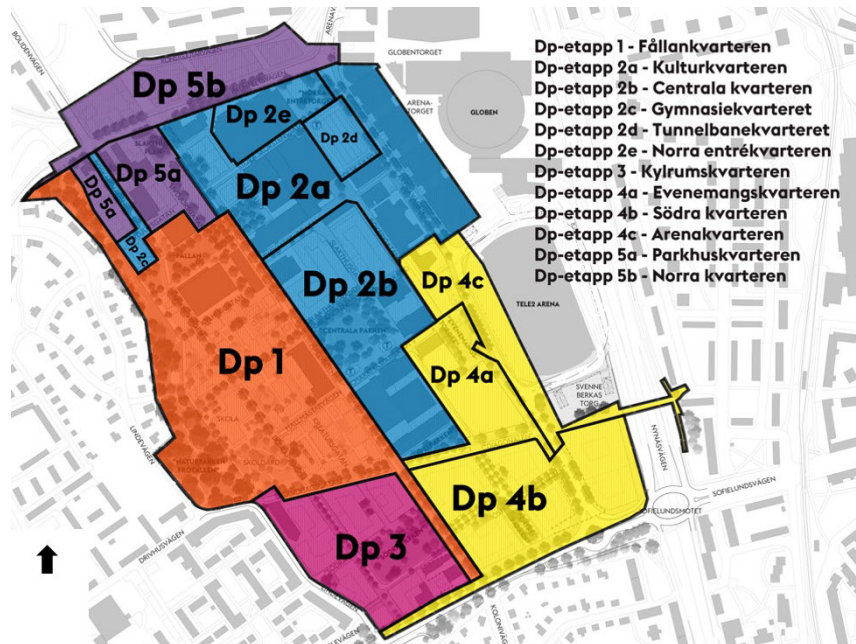 Dp-etapp 1 - Fållankvarteren
Dp-etapp 2a - Kulturkvarteren
Dp-etapp 2b - Centrala kvarteren
Dp-etapp 2c - Gymnasiekvarteret
Dp-etapp 2d - Tunnelbanekvarteret
Dp-etapp 2e - Norra entrékvarteren
Dp-etapp 3 - Kylrumskvarteren
Dp-etapp 4a - Evenemangskvarteren
Dp-etapp 4b - Södra kvarteren
Dp-etapp 4c - Arenakvarteren
Dp-etapp 5a - Parkhuskvarteren
Dp-etapp 5b - Norra kvarteren
BOLIDENVÄGEN
ARENAV
GLOBENTORGET
Dp 5b
Dp 2e
ARENA-
TORGET
GLOBEN
Dp 2d
Dp 5a
Dp 5a
Dp 2a
Dp 2c
FÅLLAN
Dp 4c
Dp 2b
TELE2 ARENA
CENTRALA PARKEN
Dp 1
Dp 4a
SVENNE
BERKAS
TORG
SKOLA
LINDEVÄGEN
NYNÄSVÄGEN
SKOLGÅRD
Dp 4b
SOFIELUNDSVÄGEN
SOFIELUNDSMOTET
DRIVHUSVÄGEN
Dp 3
KOLONIVÄGEN